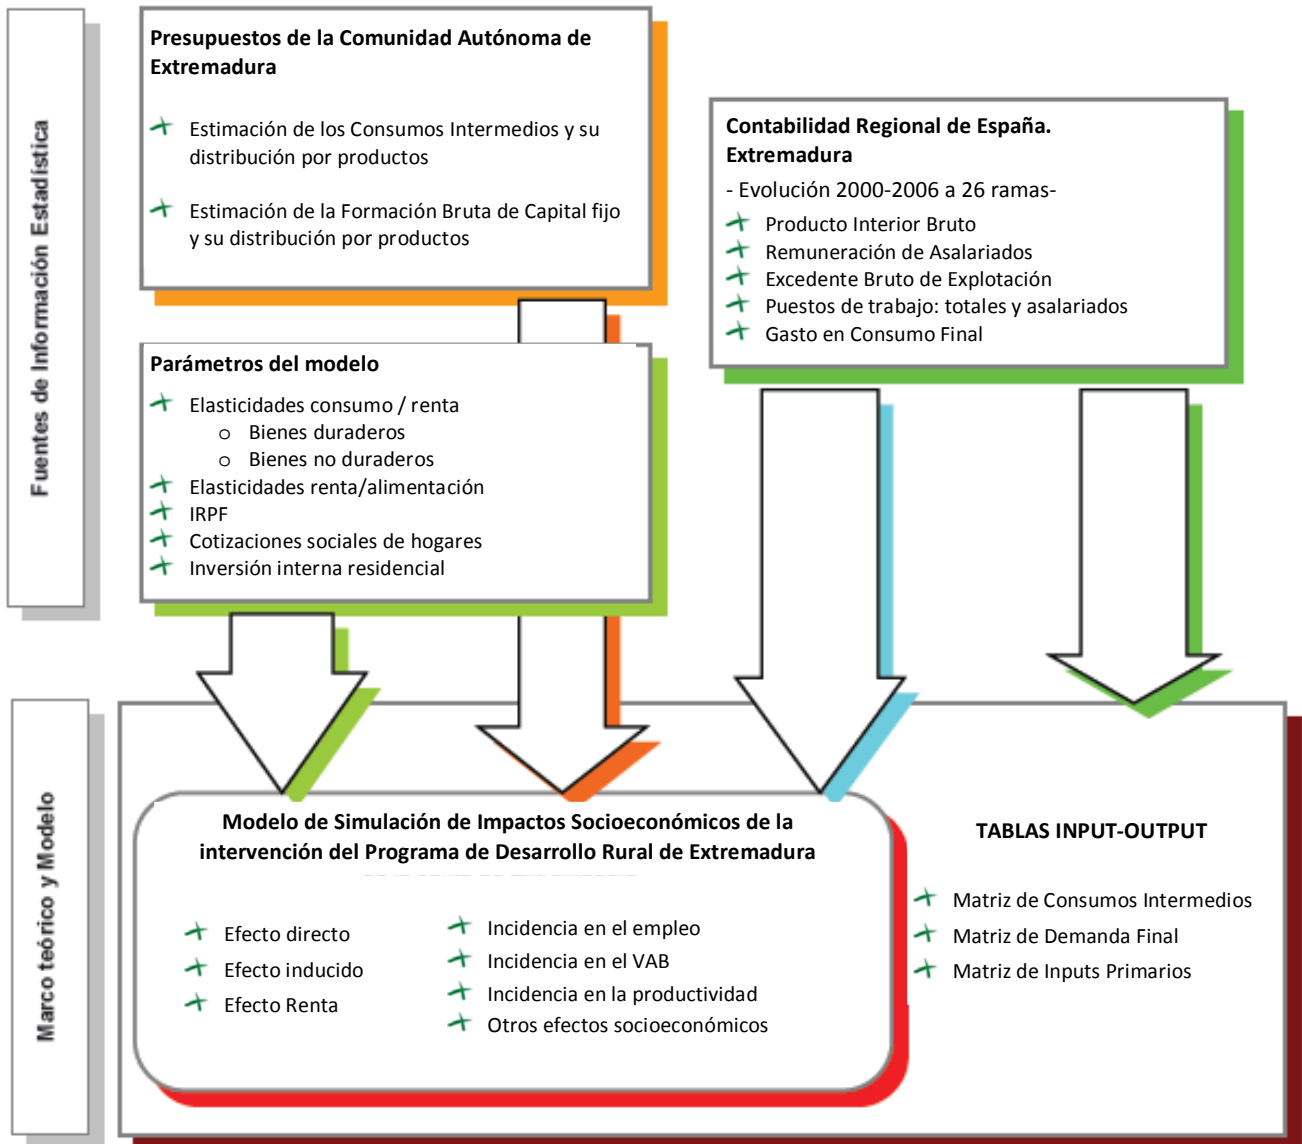 Fuentes de Información Estadística
Presupuestos de la Comunidad Autónoma de
Extremadura
Estimación de los Consumos Intermedios y su
distribución por productos
Estimación de la Formación Bruta de Capital fijo
y su distribución por productos
Contabilidad Regional de España.
Extremadura
- Evolución 2000-2006 a 26 ramas-
Producto Interior Bruto
Remuneración de Asalariados
Excedente Bruto de Explotación
Puestos de trabajo: totales y asalariados
Gasto en Consumo Final
Parámetros del modelo
Elasticidades consumo / renta
o Bienes duraderos
o Bienes no duraderos
Elasticidades renta/alimentación
IRPF
Cotizaciones sociales de hogares
Inversión interna residencial
Marco teórico y Modelo
Modelo de Simulación de Impactos Socioeconómicos de la
intervención del Programa de Desarrollo Rural de Extremadura
Efecto directo
Efecto inducido
Efecto Renta
Incidencia en el empleo
Incidencia en el VAB
Incidencia en la productividad
Otros efectos socioeconómicos
TABLAS INPUT-OUTPUT
Matriz de Consumos Intermedios
Matriz de Demanda Final
Matriz de Inputs Primarios